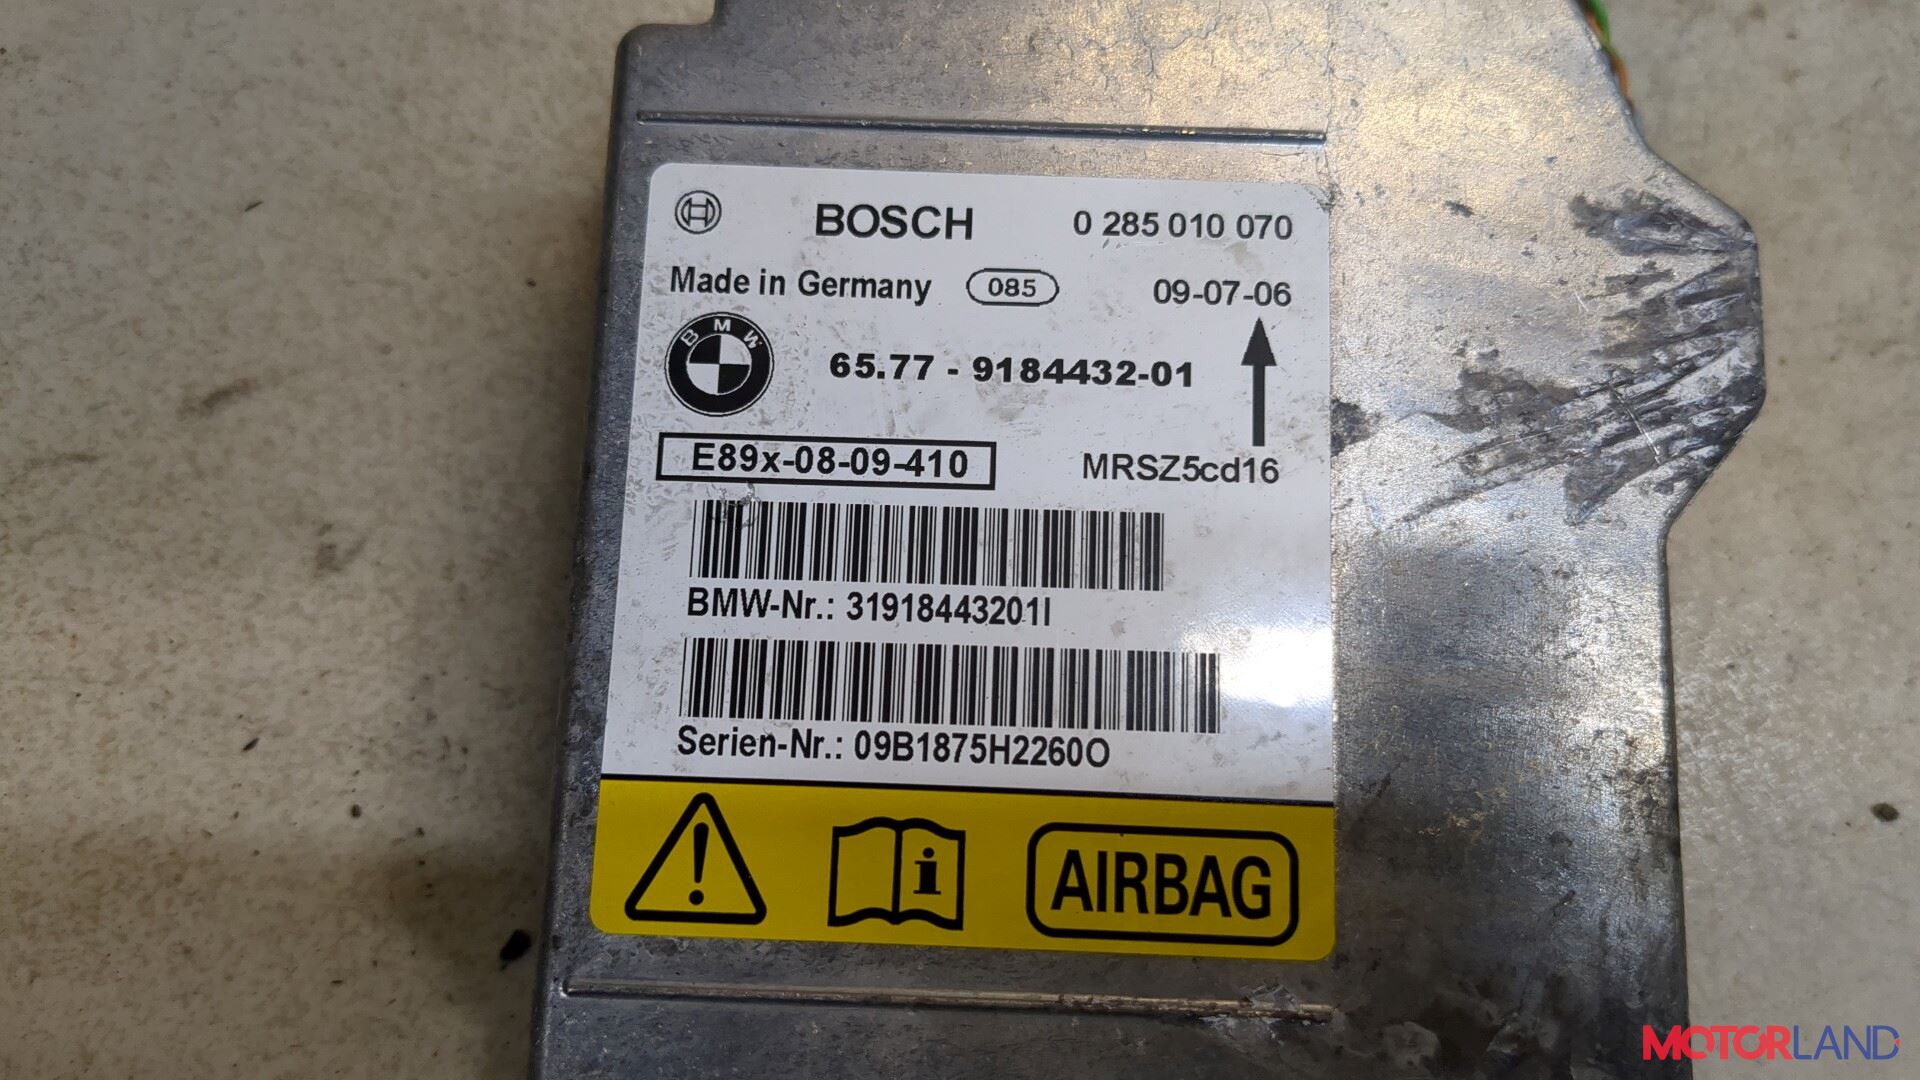 BOSCH 0 285 010 070
Made in Germany 085 09-07-06
BMW 65.77 - 9184432-01
E89x-08-09-410 MRSZ5cd16
BMW-Nr.: 31918443201I
Serien-Nr.: 09B1875H2260O
AIRBAG
MOTORLAND